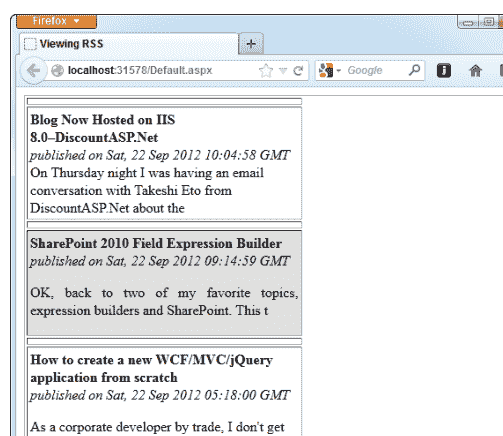 Firefox
Viewing RSS
localhost:31578/Default.aspx
Google
Blog Now Hosted on IIS
8.0–DiscountASP.Net
published on Sat, 22 Sep 2012 10:04:58 GMT
On Thursday night I was having an email
conversation with Takeshi Eto from
DiscountASP.Net about the
SharePoint 2010 Field Expression Builder
published on Sat, 22 Sep 2012 09:14:59 GMT
OK, back to two of my favorite topics,
expression builders and SharePoint. This t
How to create a new WCF/MVC/jQuery
application from scratch
published on Sat, 22 Sep 2012 05:18:00 GMT
As a corporate developer by trade, I don't get